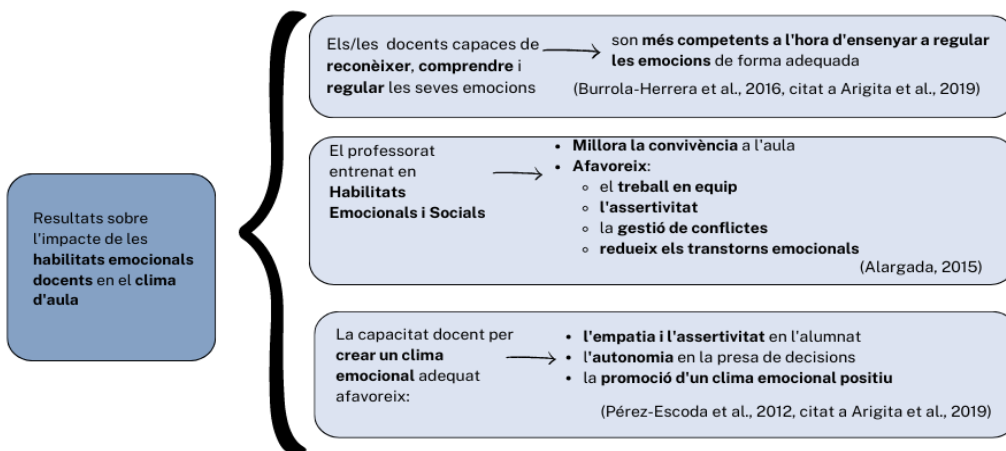 Resultats sobre
l'impacte de les
habilitats emocionals
docents en el clima
d'aula
Els/les docents capaces de
reconèixer, comprendre i
regular les seves emocions
son més competents a l'hora d'ensenyar a regular
les emocions de forma adequada
(Burrola-Herrera et al., 2016, citat a Arigita et al., 2019)
El professorat
entrenat en
Habilitats
Emocionals i Socials
• Millora la convivència a l'aula
• Afavoreix:
◦ el treball en equip
◦ l'assertivitat
◦ la gestió de conflictes
◦ redueix els transtorns emocionals
(Alargada, 2015)
La capacitat docent per
crear un clima
emocional adequat
afavoreix:
• l'empatia i l'assertivitat en l'alumnat
• l'autonomia en la presa de decisions
• la promoció d'un clima emocional positiu
(Pérez-Escoda et al., 2012, citat a Arigita et al., 2019)